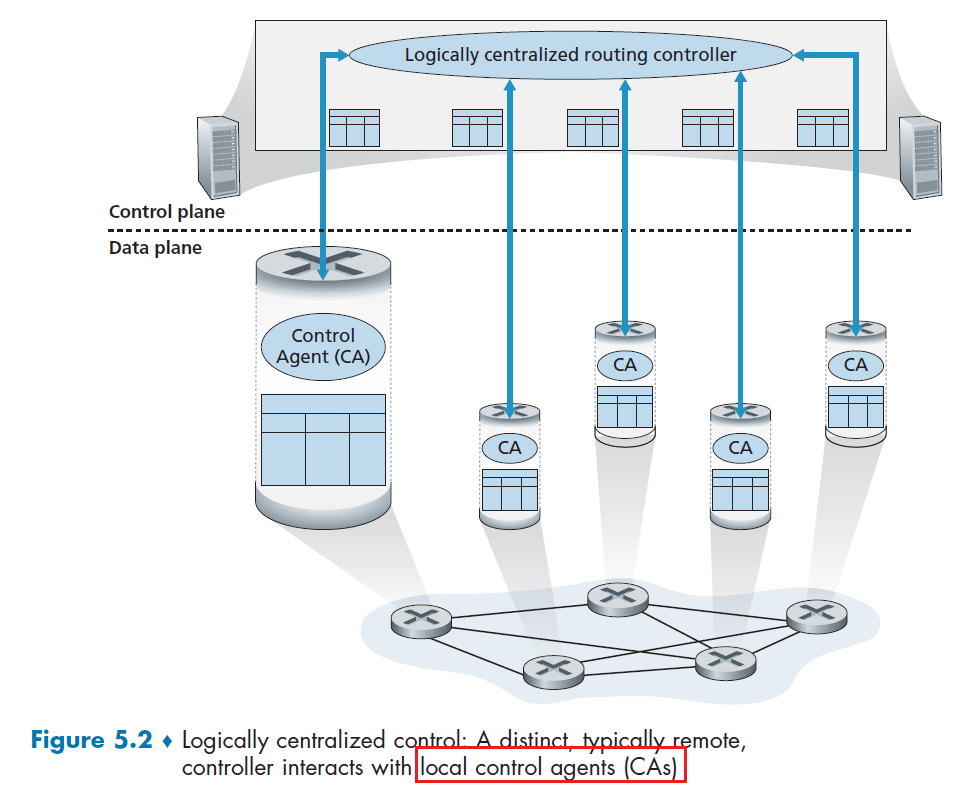 Logically centralized routing controller
Control plane
Data plane
Control
Agent (CA)
CA
CA
CA
CA
Figure 5.2 ♦ Logically centralized control: A distinct, typically remote,
controller interacts with local control agents (CAs)